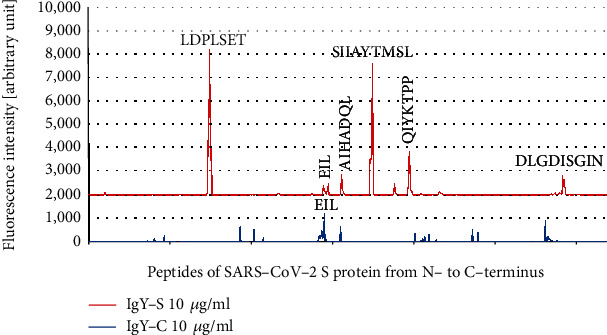 Fluorescence intensity [arbitrary unit]
10,000
9,000
8,000
7,000
6,000
5,000
4,000
3,000
2,000
1,000
0
LDPLSET
EIL
AIHADQL
SIIAYTMSL
QIYKTPP
DLGDISGIN
EIL
Peptides of SARS–CoV–2 S protein from N– to C–terminus
IgY–S 10 μg/ml
IgY–C 10 μg/ml